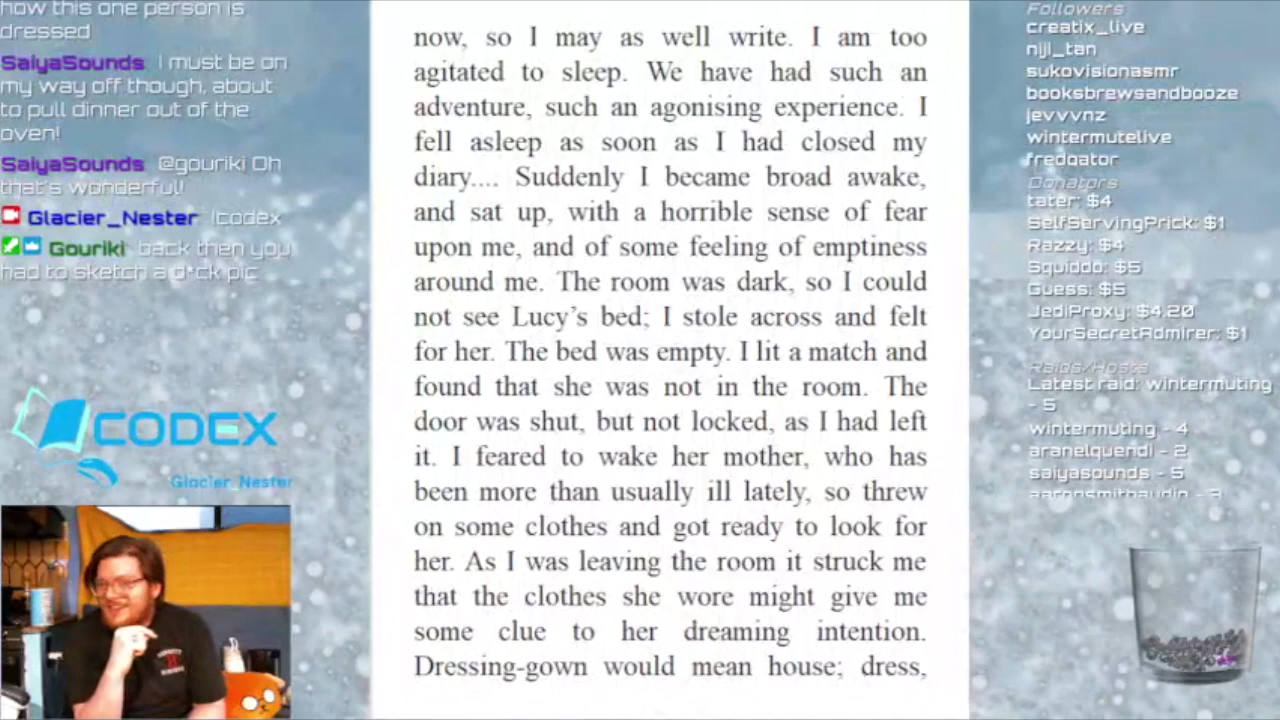 how this one person is
dressed
SaiyaSounds I must be on
my way off though, about
to pull dinner out of the
oven!
SaiyaSounds @gouriki Oh
that's wonderful!
Glacier_Nester !codex
Gouriki back then you
had to sketch a d*ck pic
CODEX
Glacier_Nester
now, so I may as well write. I am too
agitated to sleep. We have had such an
adventure, such an agonising experience. I
fell asleep as soon as I had closed my
diary.... Suddenly I became broad awake,
and sat up, with a horrible sense of fear
upon me, and of some feeling of emptiness
around me. The room was dark, so I could
not see Lucy’s bed; I stole across and felt
for her. The bed was empty. I lit a match and
found that she was not in the room. The
door was shut, but not locked, as I had left
it. I feared to wake her mother, who has
been more than usually ill lately, so threw
on some clothes and got ready to look for
her. As I was leaving the room it struck me
that the clothes she wore might give me
some clue to her dreaming intention.
Dressing-gown would mean house; dress,
Followers
creatix_live
niji_tan
sukovisionasmr
booksbrewsandbooze
jevvvnz
wintermutelive
fredgator
Donators
tater: $4
SelfServingPrick: $1
Razzy: $4
Squiddo: $5
Guess: $5
JediProxy: $4.20
YourSecretAdmirer: $1
Raids/Hosts
Latest raid: wintermuting
- 5
wintermuting - 4
aranelquendi - 2
saiyasounds - 5
aaronsmithaudio - 3